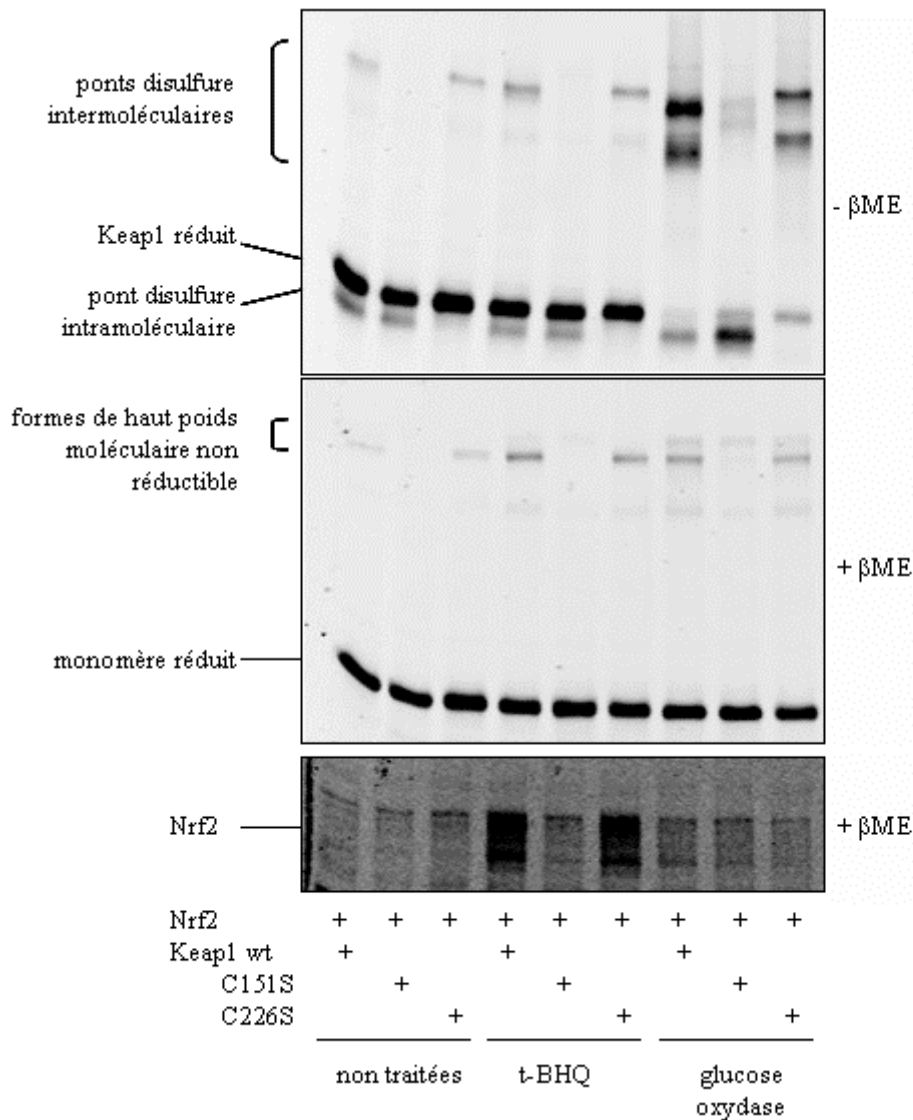 ponts disulfure
intermoléculaires
Keap1 réduit
pont disulfure
intramoléculaire
- βME
formes de haut poids
moléculaire non
réductible
+ βME
monomère réduit
Nrf2
+ βME
Nrf2 + + + + + + + + +
Keap1 wt + + +
C151S + + +
C226S + + +
non traitées t-BHQ glucose
oxydase